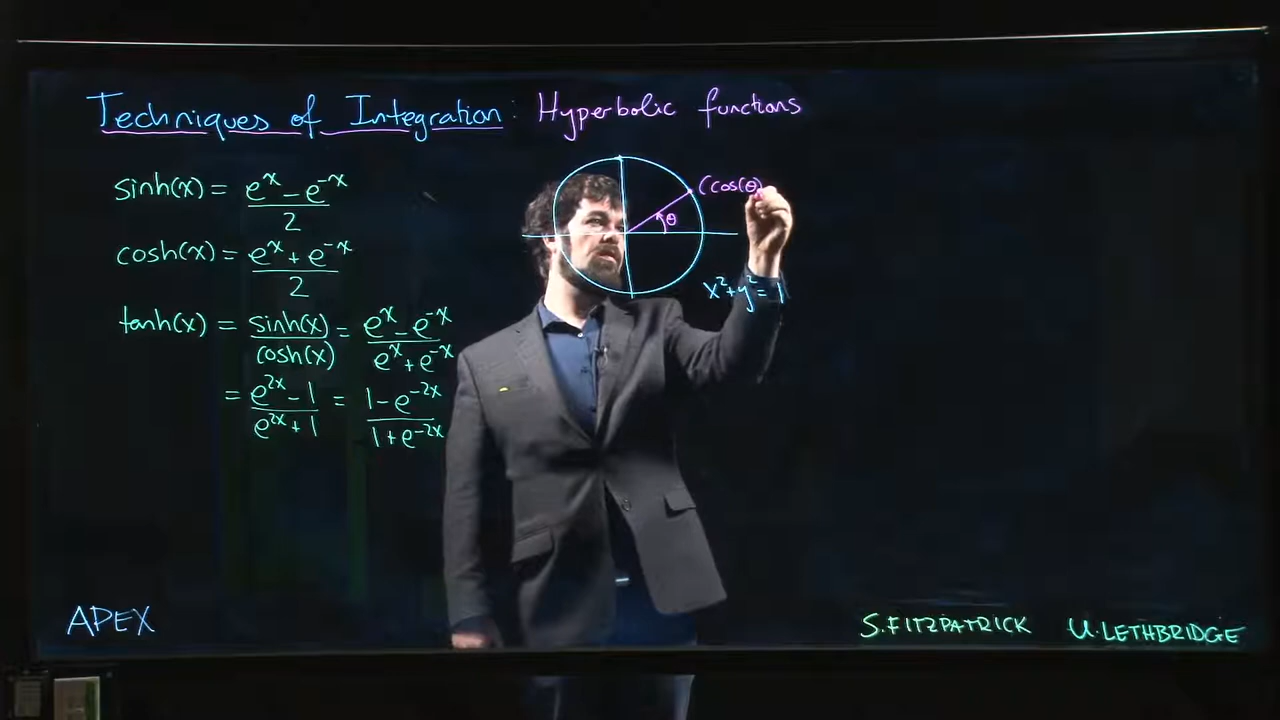 Techniques of Integration: Hyperbolic functions
sinh(x) = (e^x - e^-x)/2
cosh(x) = (e^x + e^-x)/2
tanh(x) = sinh(x)/cosh(x) = (e^x - e^-x)/(e^x + e^-x)
= (e^2x - 1)/(e^2x + 1) = (1 - e^-2x)/(1 + e^-2x)
(cos(θ)
θ
x² + y² = 1
APEX
S. FITZPATRICK U. LETHBRIDGE